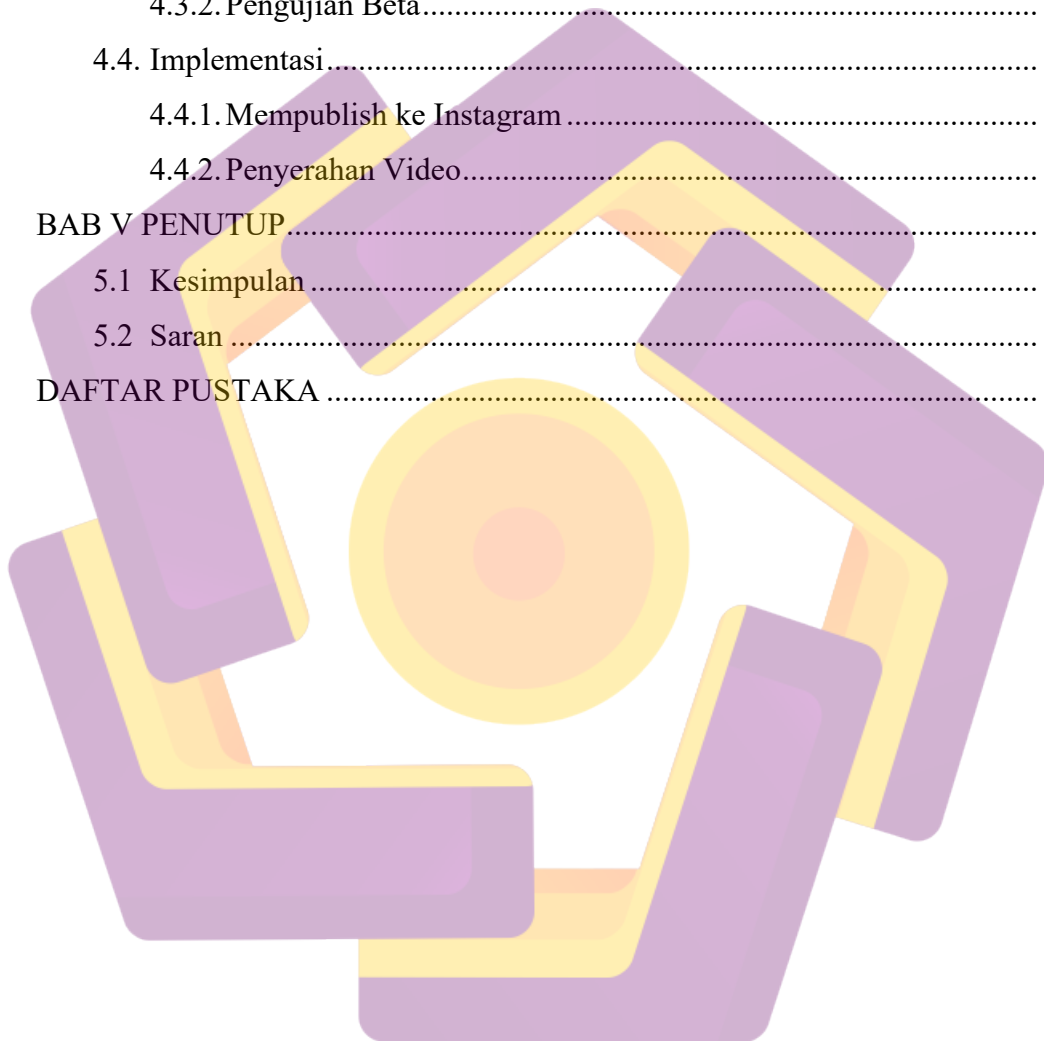 4.3.2. Pengujian Beta........................................................................
4.4. Implementasi........................................................................
4.4.1. Mempublish ke Instagram........................................................................
4.4.2. Penyerahan Video........................................................................
BAB V PENUTUP........................................................................
5.1 Kesimpulan........................................................................
5.2 Saran ........................................................................
DAFTAR PUSTAKA ........................................................................